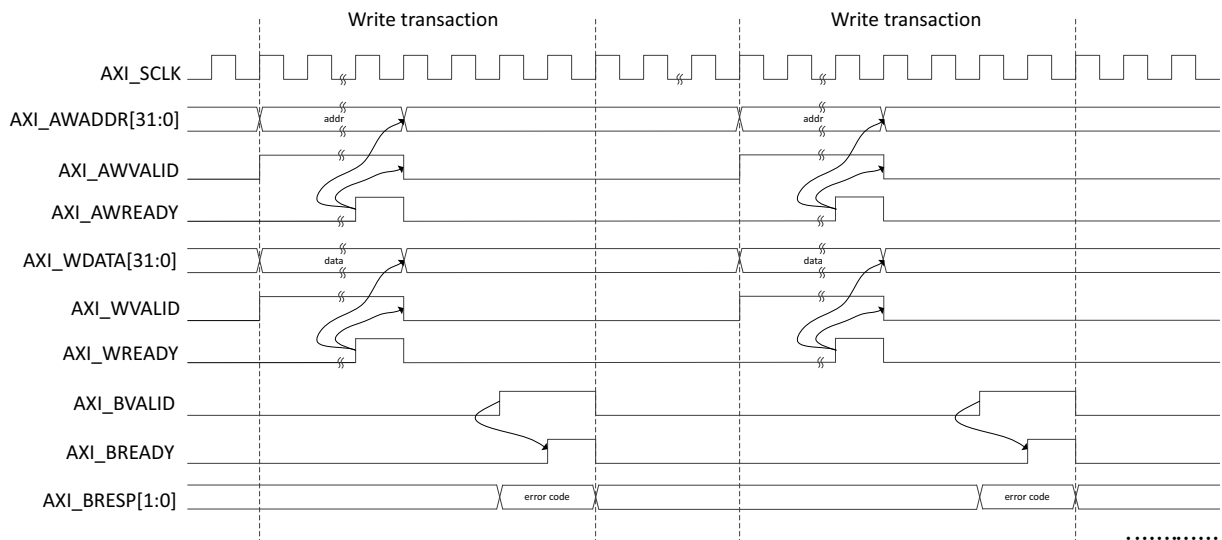 Write transaction Write transaction
AXI_SCLK
AXI_AWADDR[31:0] addr addr
AXI_AWVALID
AXI_AWREADY
AXI_WDATA[31:0] data data
AXI_WVALID
AXI_WREADY
AXI_BVALID
AXI_BREADY
AXI_BRESP[1:0] error code error code